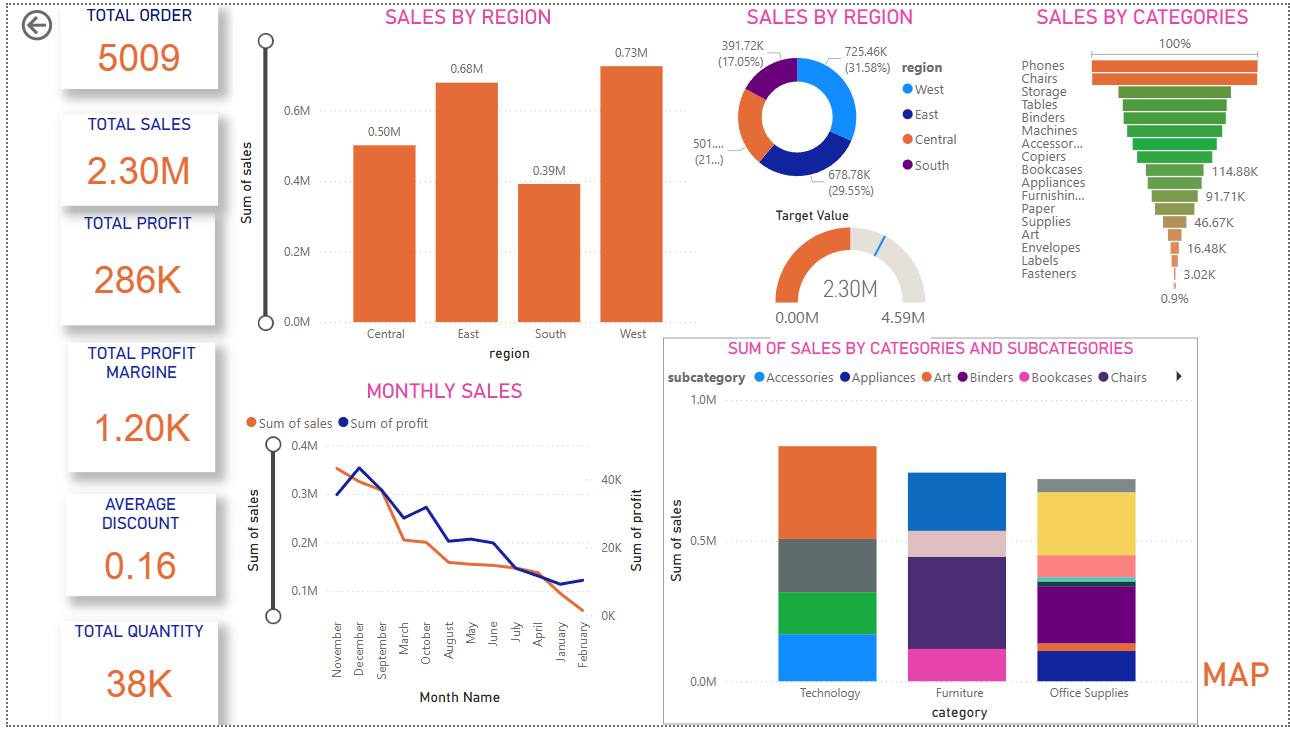 TOTAL ORDER
5009
TOTAL SALES
2.30M
TOTAL PROFIT
286K
TOTAL PROFIT
MARGINE
1.20K
AVERAGE
DISCOUNT
0.16
TOTAL QUANTITY
38K
SALES BY REGION
Sum of sales
0.6M
0.4M
0.2M
0.0M
0.50M
0.68M
0.39M
0.73M
Central
East
South
West
region
SALES BY REGION
391.72K
(17.05%)
725.46K
(31.58%)
501....
(21...)
678.78K
(29.55%)
region
West
East
Central
South
Target Value
2.30M
0.00M
4.59M
SALES BY CATEGORIES
100%
Phones
Chairs
Storage
Tables
Binders
Machines
Accessor...
Copiers
Bookcases
114.88K
Appliances
Furnishin...
91.71K
Paper
Supplies
46.67K
Art
Envelopes
16.48K
Labels
Fasteners
3.02K
0.9%
MONTHLY SALES
Sum of sales
Sum of profit
Sum of sales
0.4M
0.3M
0.2M
0.1M
40K
20K
0K
Sum of profit
November
December
September
March
October
August
May
June
July
April
January
February
Month Name
SUM OF SALES BY CATEGORIES AND SUBCATEGORIES
subcategory
Accessories
Appliances
Art
Binders
Bookcases
Chairs
Sum of sales
1.0M
0.5M
0.0M
Technology
Furniture
Office Supplies
category
MAP